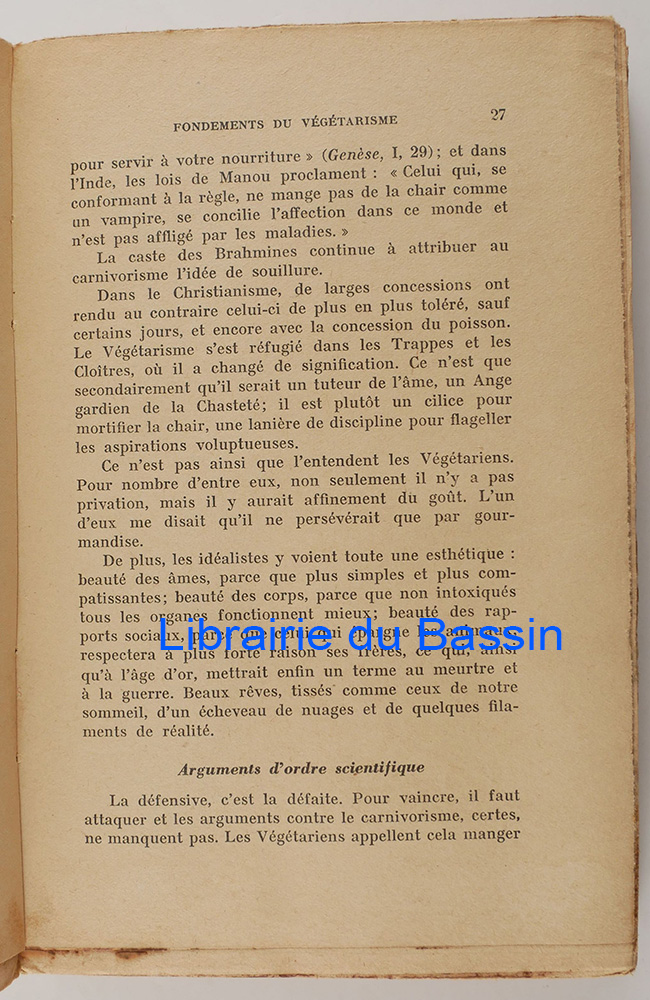 FONDEMENTS DU VÉGÉTARISME 27
pour servir à votre nourriture » (Genèse, I, 29) ; et dans
l'Inde, les lois de Manou proclament : « Celui qui, se
conformant à la règle, ne mange pas de la chair comme
un vampire, se concilie l'affection dans ce monde et
n'est pas affligé par les maladies. »
La caste des Brahmines continue à attribuer au
carnivorisme l'idée de souillure.
Dans le Christianisme, de larges concessions ont
rendu au contraire celui-ci de plus en plus toléré, sauf
certains jours, et encore avec la concession du poisson.
Le Végétarisme s'est réfugié dans les Trappes et les
Cloîtres, où il a changé de signification. Ce n'est que
secondairement qu'il serait un tuteur de l'âme, un Ange
gardien de la Chasteté ; il est plutôt un cilice pour
mortifier la chair, une lanière de discipline pour flageller
les aspirations voluptueuses.
Ce n'est pas ainsi que l'entendent les Végétariens.
Pour nombre d'entre eux, non seulement il n'y a pas
privation, mais il y aurait affinement du goût. L'un
d'eux me disait qu'il ne persévérait que par gour-
mandise.
De plus, les idéalistes y voient toute une esthétique :
beauté des âmes, parce que plus simples et plus com-
patissantes ; beauté des corps, parce que non intoxiqués
tous les organes fonctionnent mieux ; beauté des rap-
ports sociaux, parce que celui qui épargne les animaux,
Librairie du Bassin
respectera à plus forte raison ses frères, ce qui, ainsi
qu'à l'âge d'or, mettrait enfin un terme au meurtre et
à la guerre. Beaux rêves, tissés comme ceux de notre
sommeil, d'un écheveau de nuages et de quelques fila-
ments de réalité.
Arguments d'ordre scientifique
La défensive, c'est la défaite. Pour vaincre, il faut
attaquer et les arguments contre le carnivorisme, certes,
ne manquent pas. Les Végétariens appellent cela manger